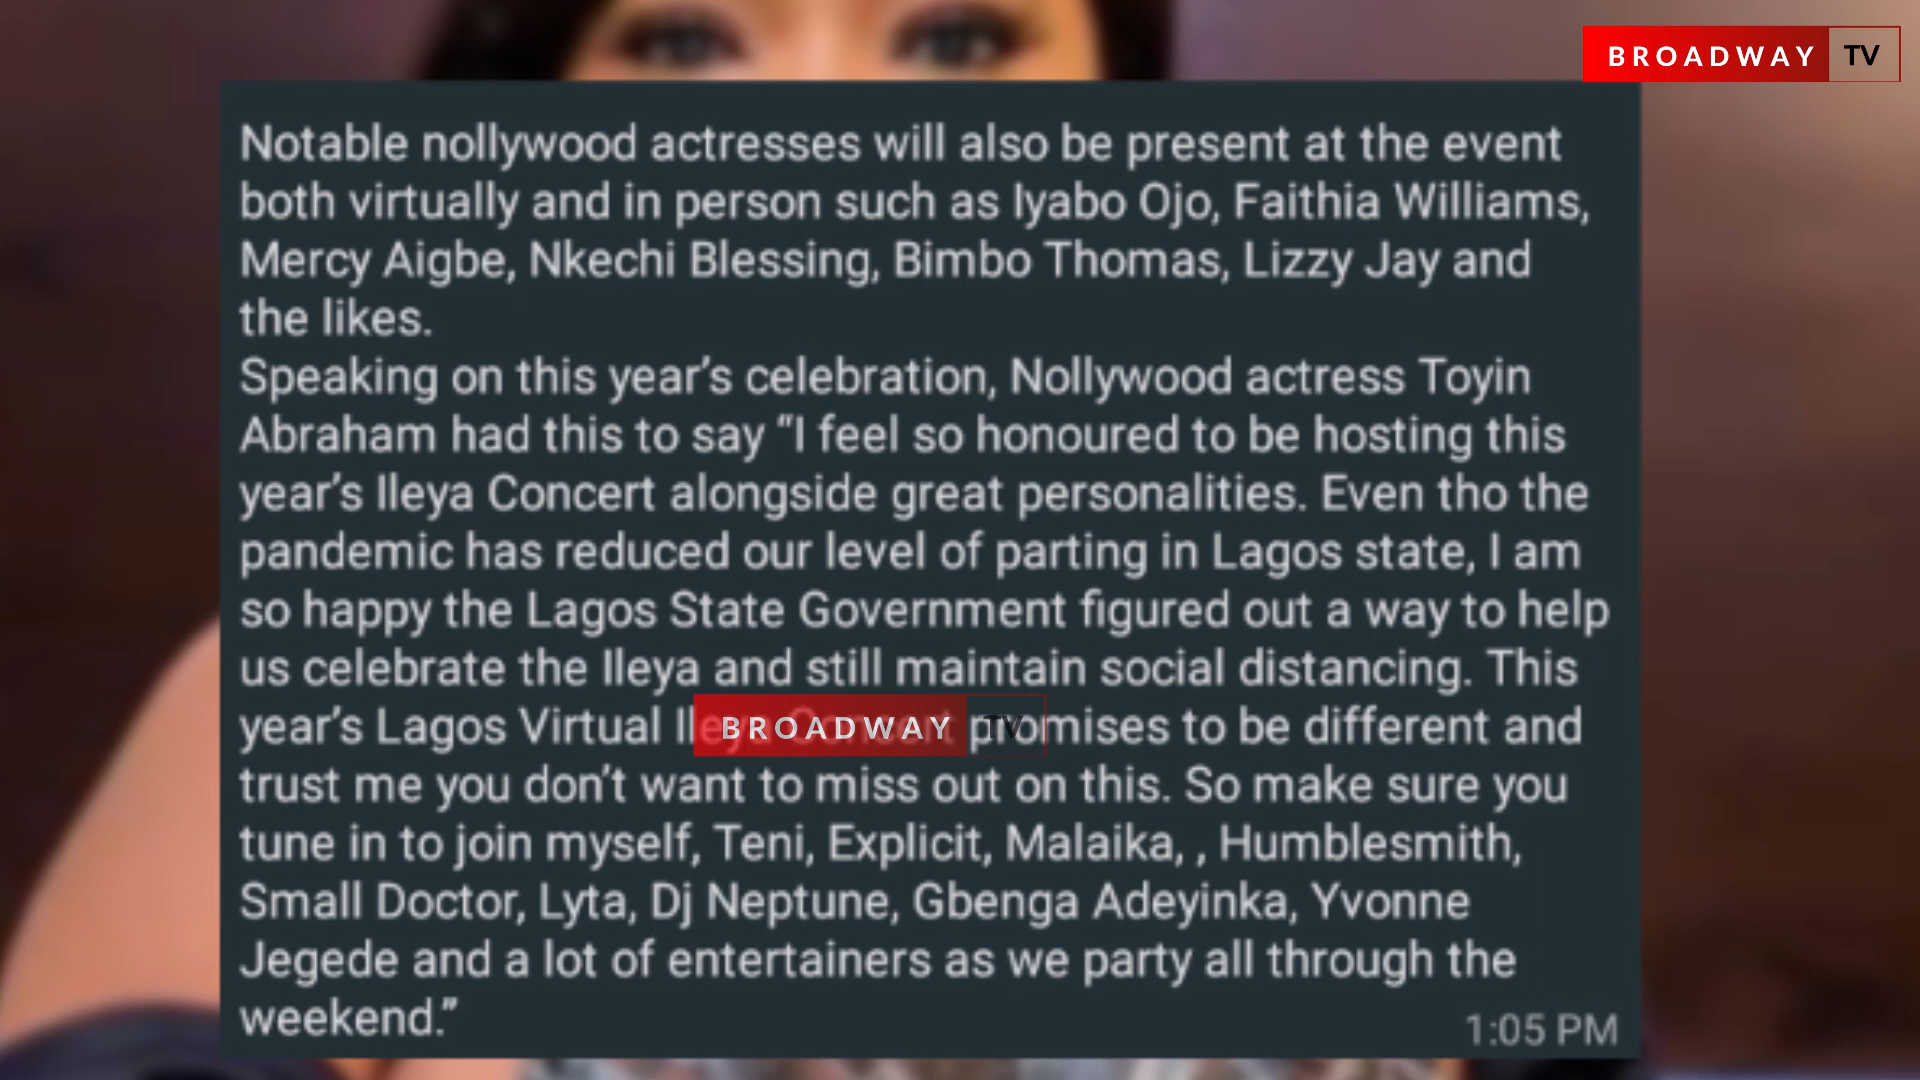 BROADWAY TV
Notable nollywood actresses will also be present at the event
both virtually and in person such as Iyabo Ojo, Faithia Williams,
Mercy Aigbe, Nkechi Blessing, Bimbo Thomas, Lizzy Jay and
the likes.
Speaking on this year’s celebration, Nollywood actress Toyin
Abraham had this to say “I feel so honoured to be hosting this
year’s Ileya Concert alongside great personalities. Even tho the
pandemic has reduced our level of parting in Lagos state, I am
so happy the Lagos State Government figured out a way to help
us celebrate the Ileya and still maintain social distancing. This
year’s Lagos Virtual Ileya Concert promises to be different and
BROADWAY TV
trust me you don’t want to miss out on this. So make sure you
tune in to join myself, Teni, Explicit, Malaika, , Humblesmith,
Small Doctor, Lyta, Dj Neptune, Gbenga Adeyinka, Yvonne
Jegede and a lot of entertainers as we party all through the
weekend.”
1:05 PM